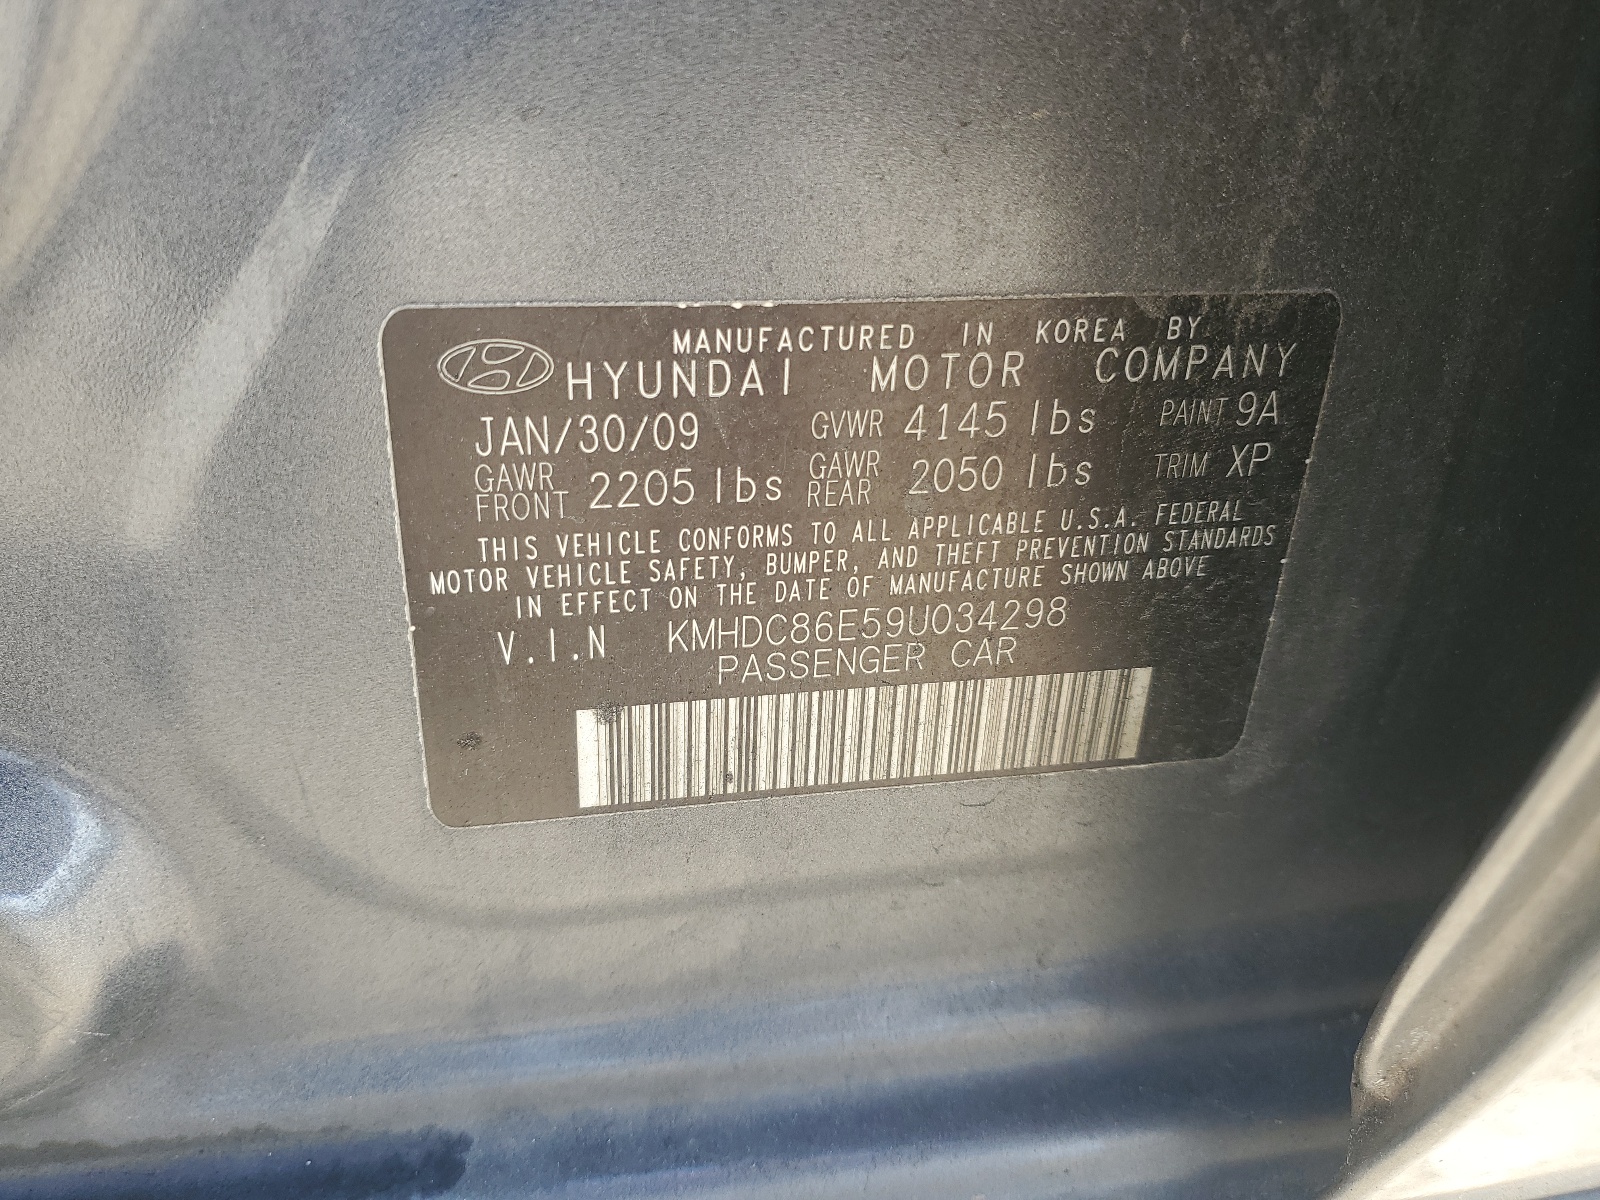 MANUFACTURED IN KOREA BY
HYUNDAI MOTOR COMPANY
JAN/30/09 GVWR 4145 lbs PAINT 9A
GAWR FRONT 2205 lbs GAWR REAR 2050 lbs TRIM XP
THIS VEHICLE CONFORMS TO ALL APPLICABLE U.S.A. FEDERAL
MOTOR VEHICLE SAFETY, BUMPER, AND THEFT PREVENTION STANDARDS
IN EFFECT ON THE DATE OF MANUFACTURE SHOWN ABOVE
V.I.N KMHDC86E59U034298
PASSENGER CAR